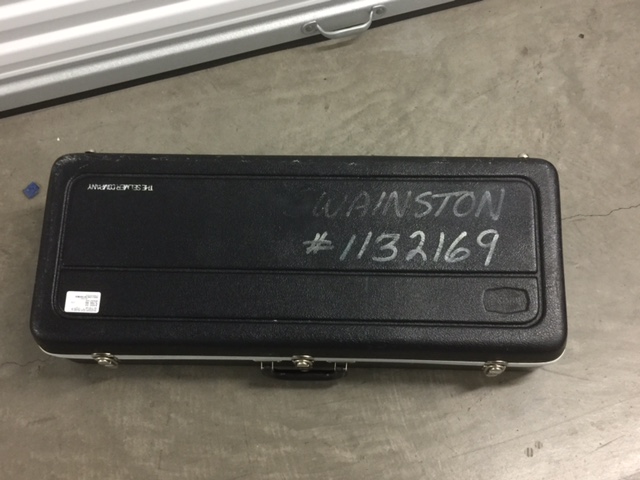 WAINSTON
#1132169
THE SELMER COMPANY